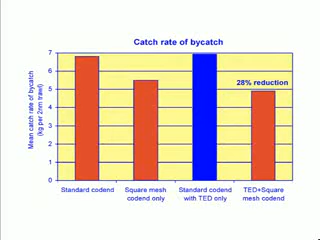 Catch rate of bycatch
Mean catch rate of bycatch
(kg per 2nm trawl)
7
6
5
4
3
2
1
0
28% reduction
Standard codend
Square mesh
codend only
Standard codend
with TED only
TED+Square
mesh codend